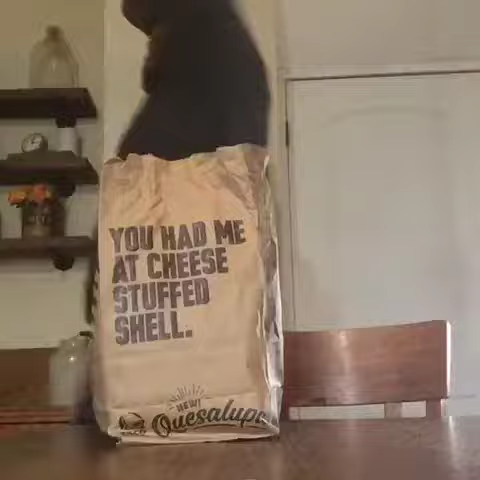 YOU HAD ME
AT CHEESE
STUFFED
SHELL.
NEW!
Quesalupa